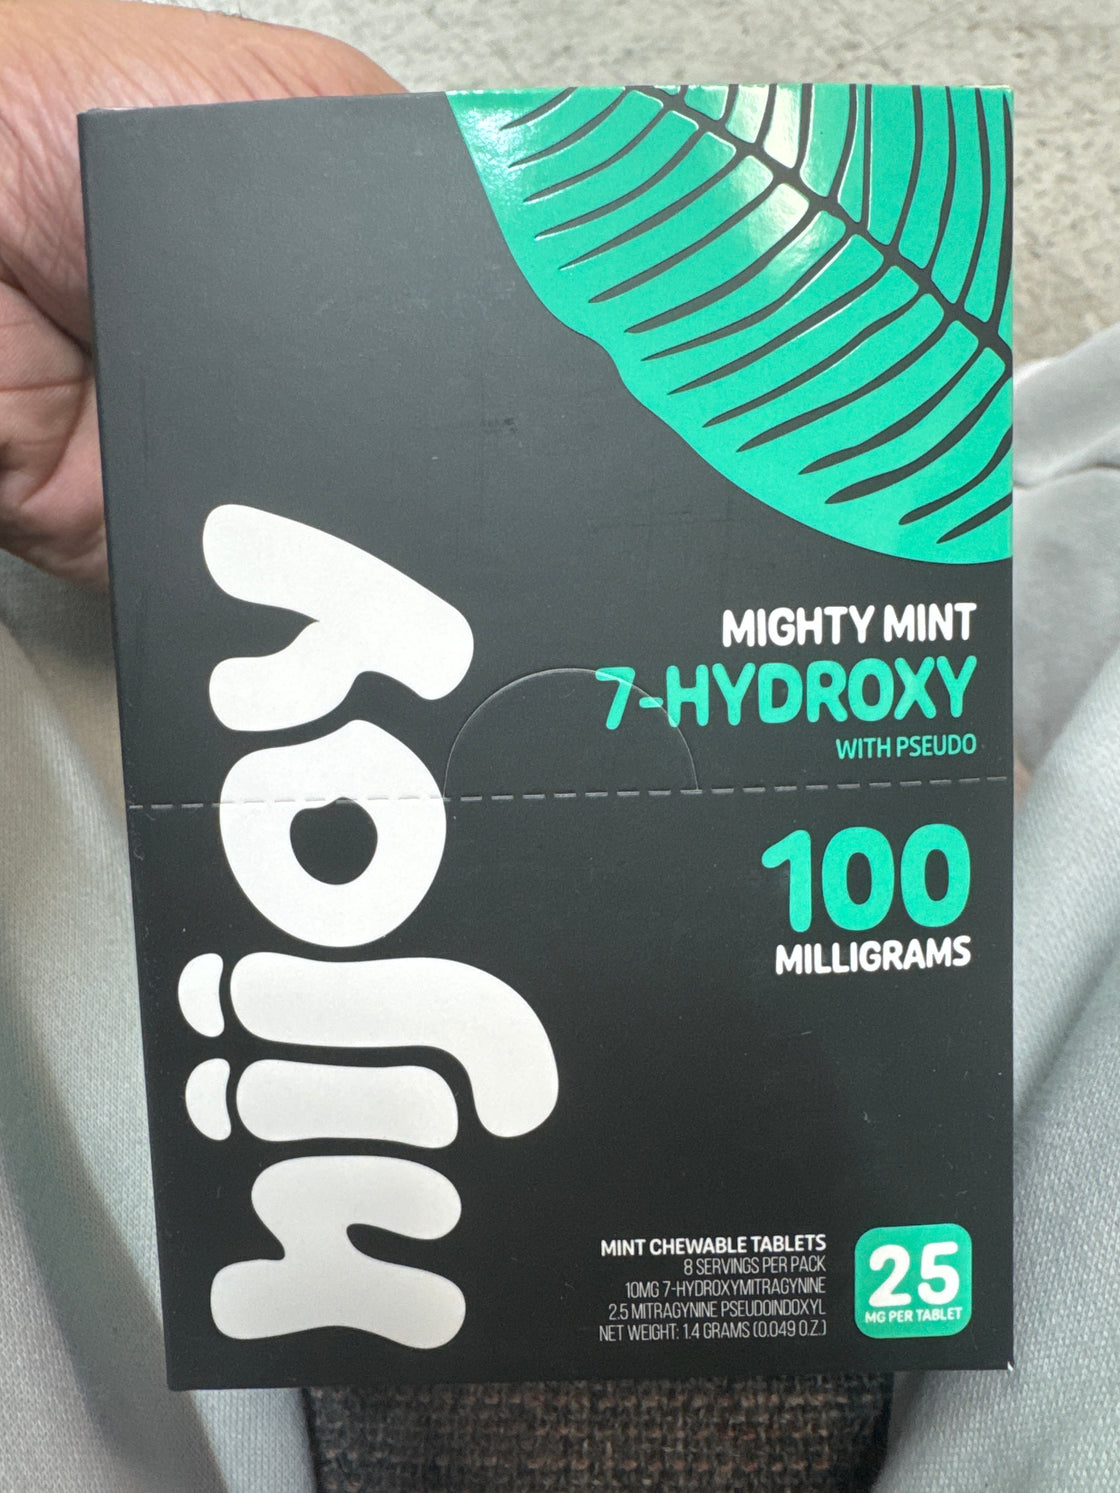 hijoy
MIGHTY MINT
7-HYDROXY
WITH PSEUDO
100
MILLIGRAMS
MINT CHEWABLE TABLETS
8 SERVINGS PER PACK
10MG 7-HYDROXYMITRAGYNINE
2.5 MITRAGYNINE PSEUDOINDOXYL
NET WEIGHT: 1.4 GRAMS (0.049 O.Z.)
25
MG PER TABLET